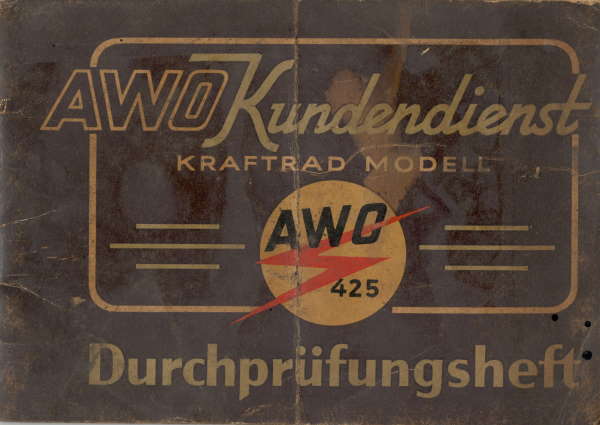 AWO Kundendienst
KRAFTRAD MODELL
AWO
425
Durchprüfungsheft